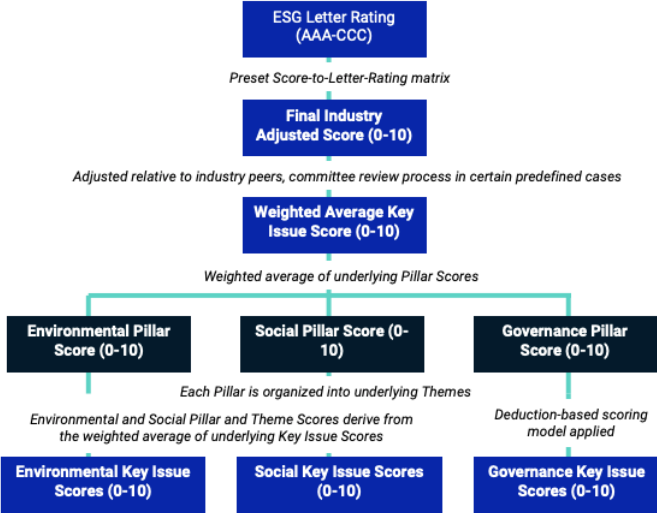 ESG Letter Rating
(AAA-CCC)
Preset Score-to-Letter-Rating matrix
Final Industry
Adjusted Score (0-10)
Adjusted relative to industry peers, committee review process in certain predefined cases
Weighted Average Key
Issue Score (0-10)
Weighted average of underlying Pillar Scores
Environmental Pillar
Score (0-10)
Social Pillar Score (0-
10)
Governance Pillar
Score (0-10)
Each Pillar is organized into underlying Themes
Environmental and Social Pillar and Theme Scores derive from
the weighted average of underlying Key Issue Scores
Deduction-based scoring
model applied
Environmental Key Issue
Scores (0-10)
Social Key Issue Scores
(0-10)
Governance Key Issue
Scores (0-10)